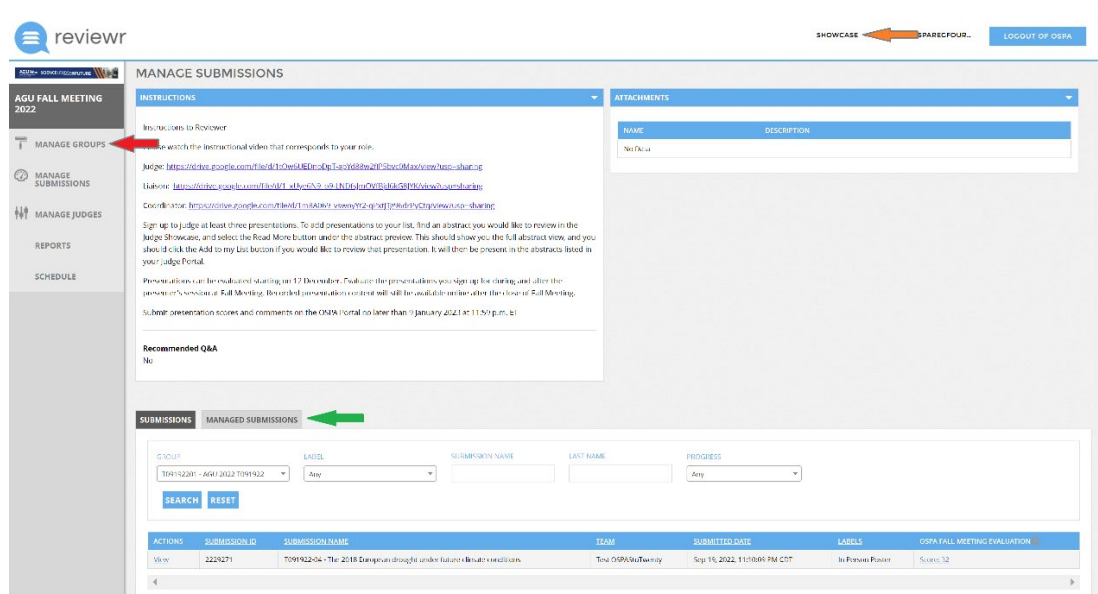 reviewr
SHOWCASE
SPARECFOUR..
LOGOUT OF OSPA
AGU FALL MEETING
2022
MANAGE GROUPS
MANAGE
SUBMISSIONS
MANAGE JUDGES
REPORTS
SCHEDULE
MANAGE SUBMISSIONS
INSTRUCTIONS
Instructions to Reviewer
watch the instructional video that corresponds to your role.
Judge:
Liaison:
Coordinator:
Sign up to judge at least three presentations. To add presentations to your list, find an abstract you would like to review in the
Judge Showcase, and select the Read More button under the abstract preview. This should show you the full abstract view, and you
should click the Add to my List button if you would like to review that presentation. It will then be present in the abstracts listed in
your Judge Portal.
Presentations can be evaluated starting on 12 December. Evaluate the presentations you sign up for during and after the
presenter's session at Fall Meeting. Recorded presentation content will still be available online after the close of Fall Meeting.
Submit presentation scores and comments on the OSPA Portal no later than 9 January 2023 at 11:59 p.m. ET
Recommended Q&A
No
ATTACHMENTS
NAME DESCRIPTION
No Data
SUBMISSIONS MANAGED SUBMISSIONS
GROUP LABEL SUBMISSION NAME LAST NAME PROGRESS
T09192201 - AGU 2022 T091922 Any Any
SEARCH RESET
ACTIONS SUBMISSION ID SUBMISSION NAME TEAM SUBMITTED DATE LABELS OSPA FALL MEETING EVALUATION
View 2229271 T091922-04 - The 2018 European drought under future climate conditions Test OSPAStuTwenty Sep 19, 2022, 11:10:09 PM CDT In Person Poster Score: 32